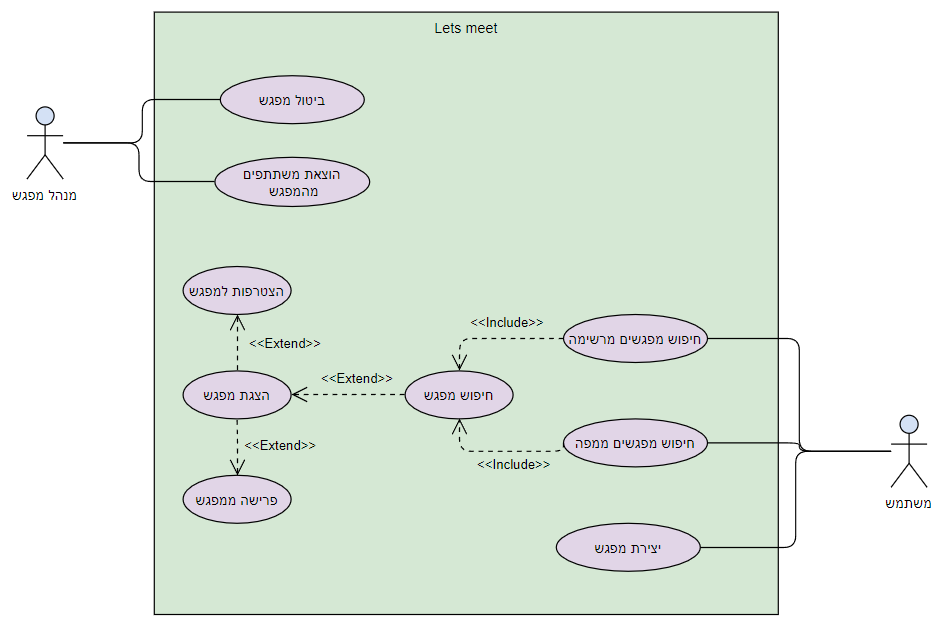 Lets meet
ביטול מפגש
מנהל מפגש
הוצאת משתתפים
מהמפגש
הצטרפות למפגש
<<Include>>
חיפוש מפגשים מרשימה
<<Extend>>
<<Extend>>
הצגת מפגש
חיפוש מפגש
<<Extend>>
חיפוש מפגשים ממפה
<<Include>>
פרישה ממפגש
משתמש
יצירת מפגש